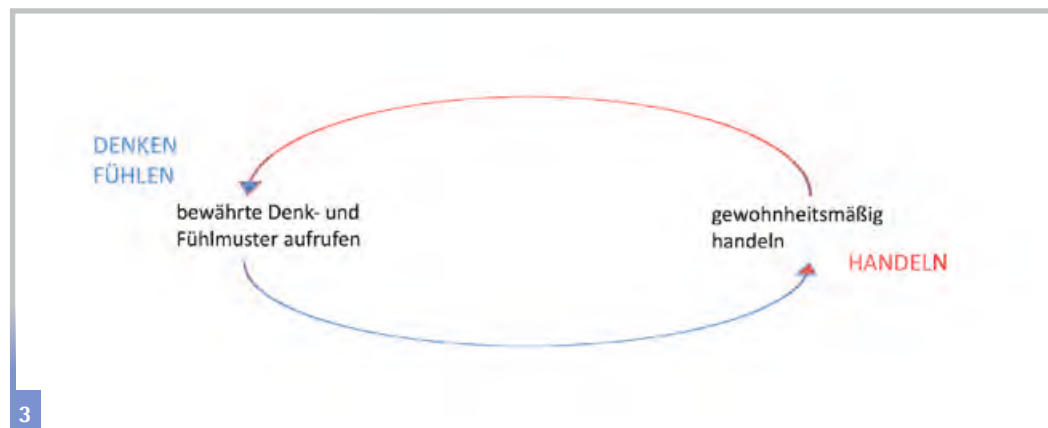 DENKEN
FÜHLEN
bewährte Denk- und
Fühlmuster aufrufen
gewohnheitsmäßig
handeln
HANDELN
3